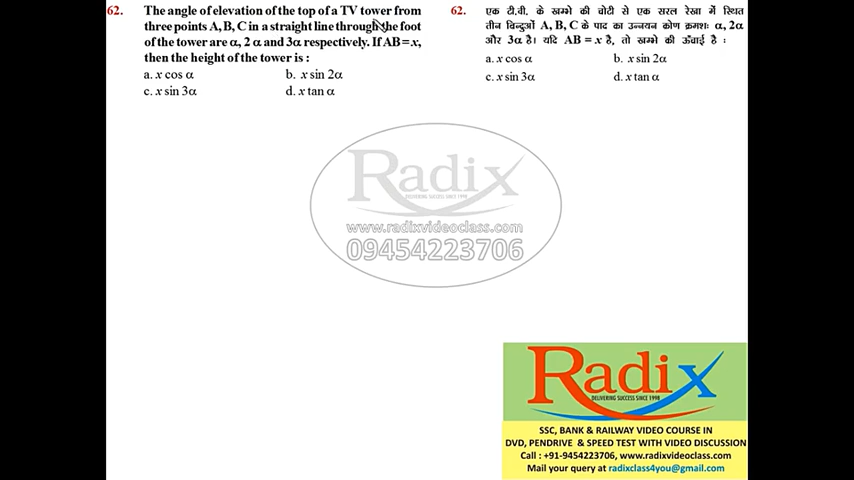 62. The angle of elevation of the top of a TV tower from
three points A, B, C in a straight line through the foot
of the tower are α, 2 α and 3α respectively. If AB = x,
then the height of the tower is :
a. x cos α b. x sin 2α
c. x sin 3α d. x tan α
62. एक टी.वी. के खम्भे की चोटी से एक सरल रेखा में स्थित
तीन बिन्दुओं A, B, C के पाद का उन्नयन कोण क्रमशः α, 2α
और 3α है। यदि AB = x है, तो खम्भे की ऊँचाई है :
a. x cos α b. x sin 2α
c. x sin 3α d. x tan α
Radix
DELIVERING SUCCESS SINCE 1998
www.radixvideoclass.com
09454223706
Radix
DELIVERING SUCCESS SINCE 1998
SSC, BANK & RAILWAY VIDEO COURSE IN
DVD, PENDRIVE & SPEED TEST WITH VIDEO DISCUSSION
Call : +91-9454223706, www.radixvideoclass.com
Mail your query at radixclass4you@gmail.com